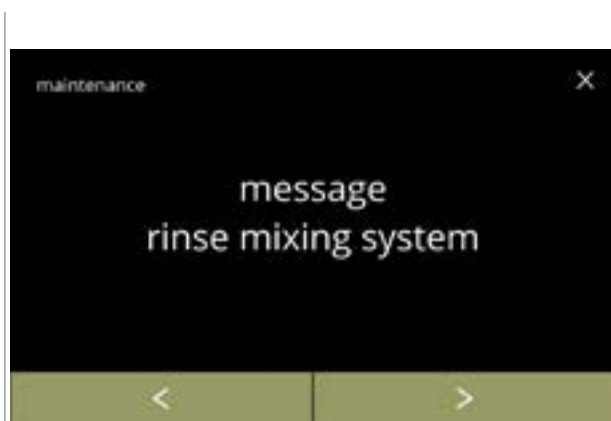 maintenance X
message
rinse mixing system
< >